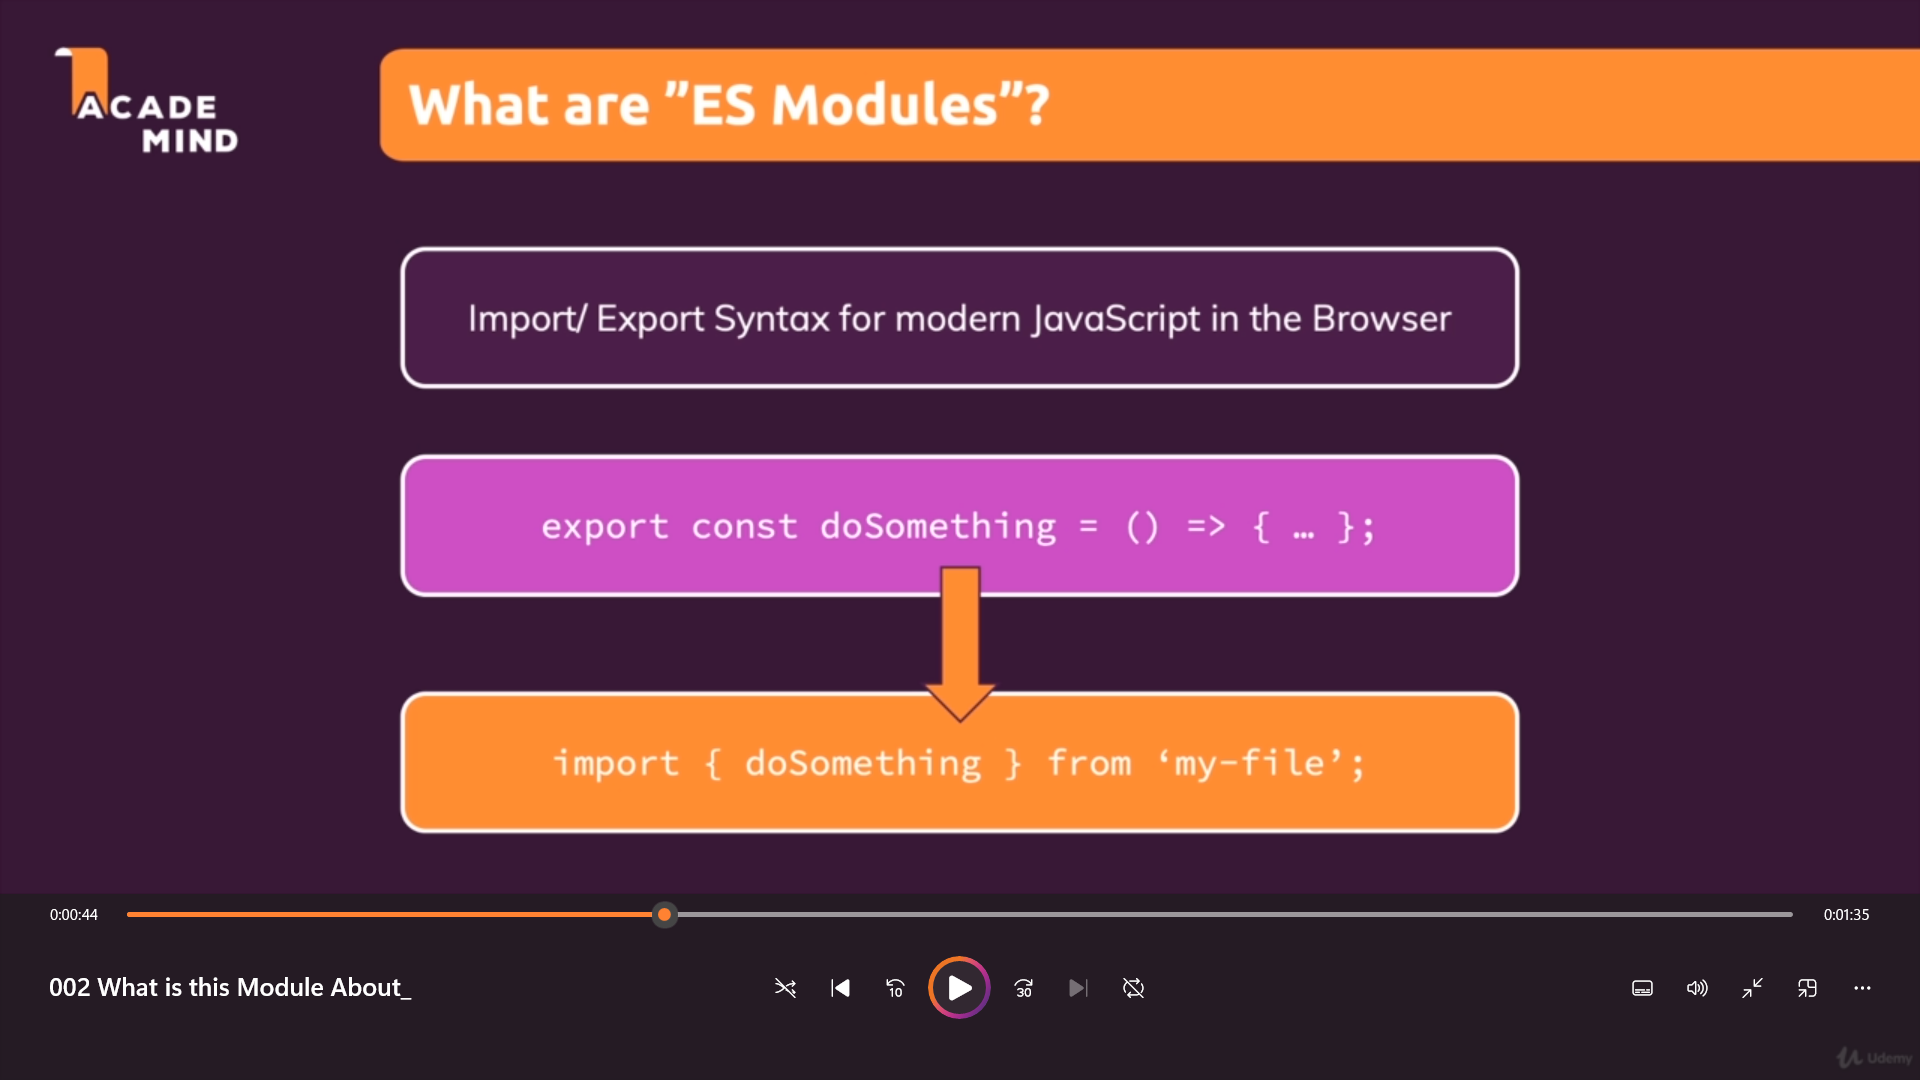 ACADE
MIND
What are ”ES Modules”?
Import/ Export Syntax for modern JavaScript in the Browser
export const doSomething = () => { … };
import { doSomething } from ‘my-file’;
0:00:44
0:01:35
002 What is this Module About_
10
30
Udemy